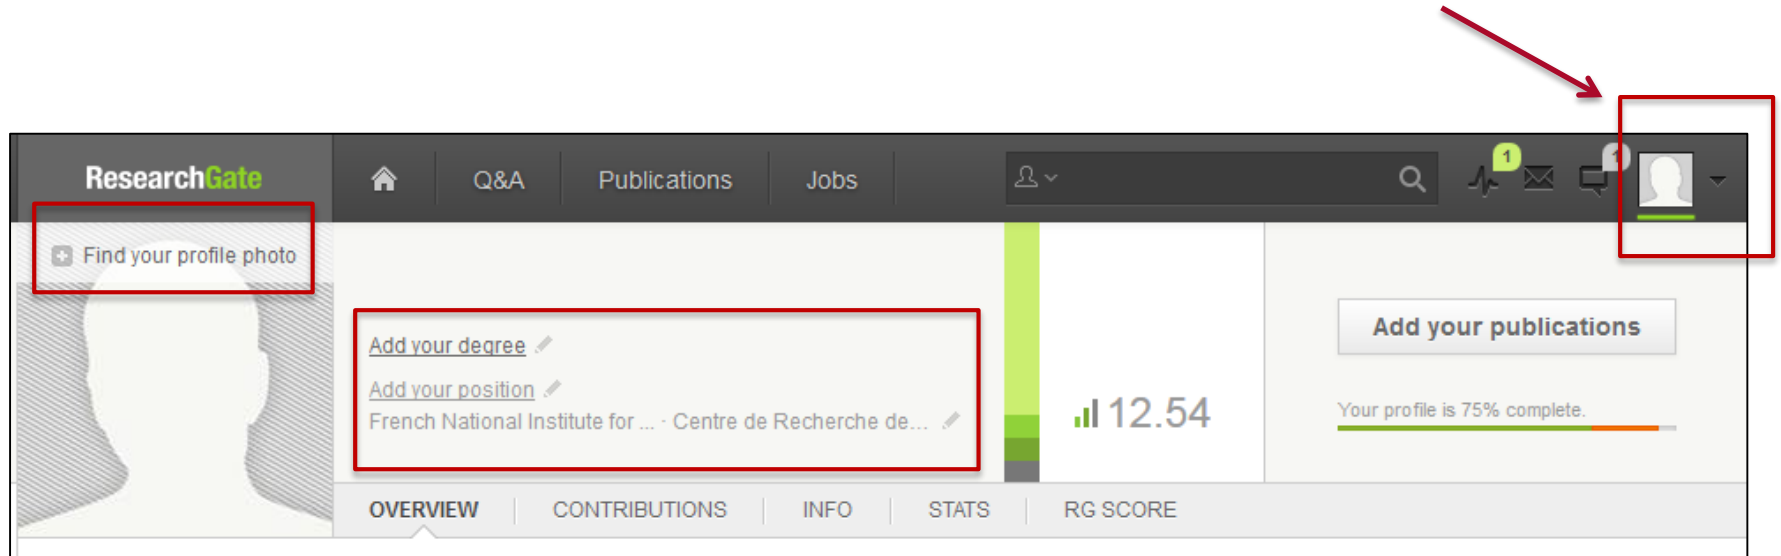 ResearchGate
Q&A
Publications
Jobs
1
1
Find your profile photo
Add your degree
Add your position
French National Institute for ... · Centre de Recherche de...
12.54
Add your publications
Your profile is 75% complete.
OVERVIEW
CONTRIBUTIONS
INFO
STATS
RG SCORE